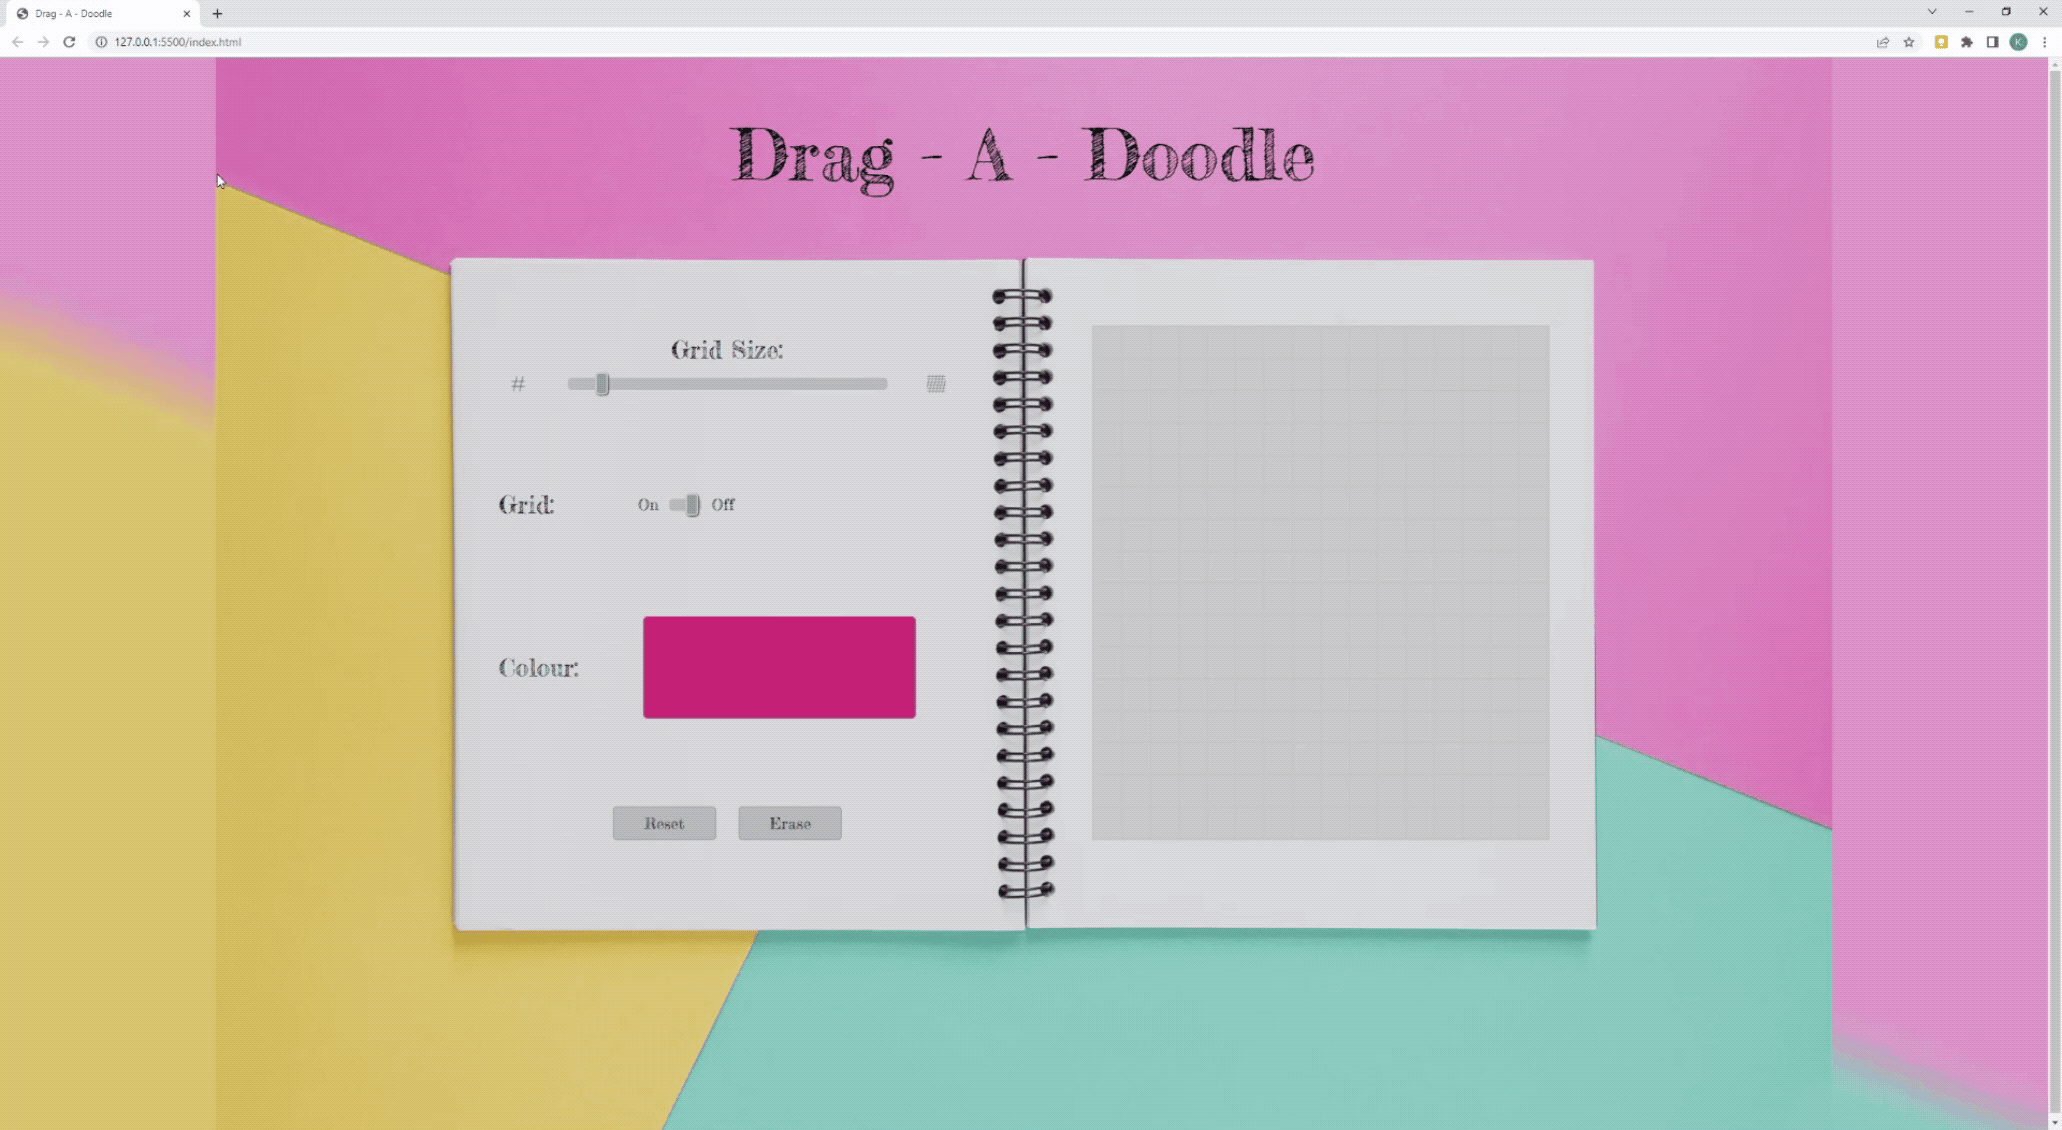 Drag - A - Doodle
127.0.0.1:5500/index.html
K
Drag - A - Doodle
Grid Size:
#
Grid:
On
Off
Colour:
Reset
Erase